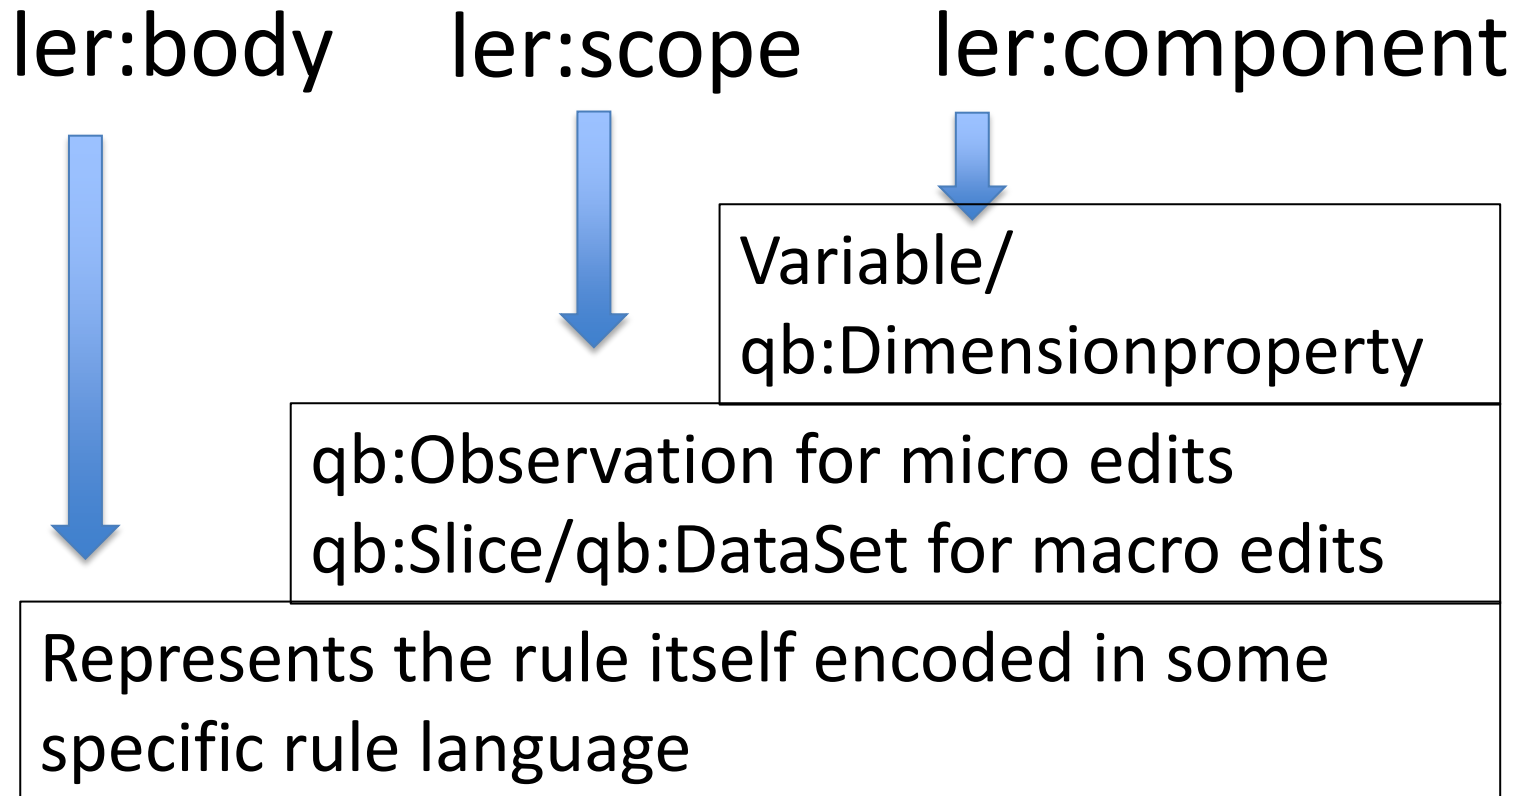 ler:body ler:scope ler:component
Variable/
qb:Dimensionproperty
qb:Observation for micro edits
qb:Slice/qb:DataSet for macro edits
Represents the rule itself encoded in some
specific rule language